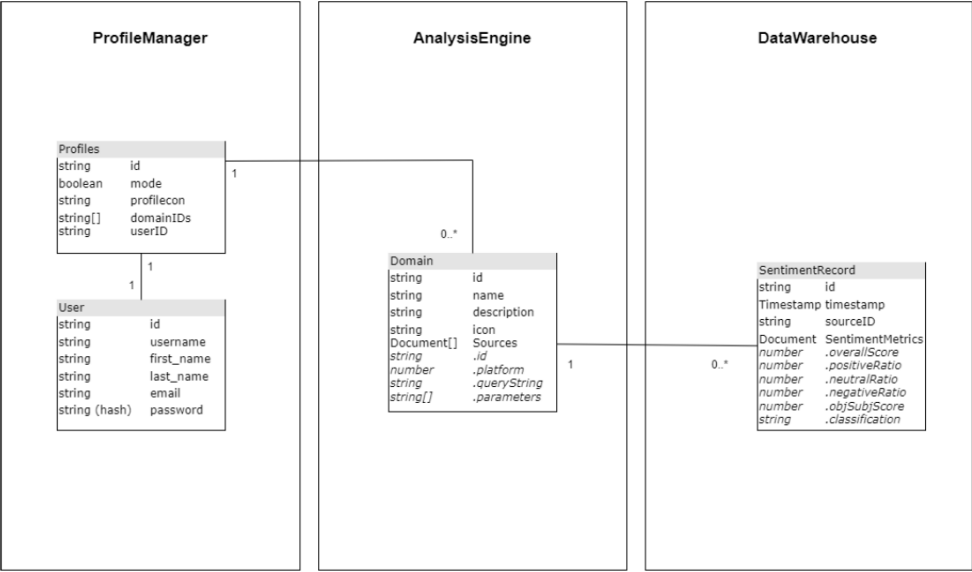 ProfileManager
AnalysisEngine
DataWarehouse
Profiles
string id
boolean mode
string profilecon
string[] domainIDs
string userID
1
0..*
1
1
User
string id
string username
string first_name
string last_name
string email
string (hash) password
Domain
string id
string name
string description
string icon
Document[] Sources
string .id
number .platform
string .queryString
string[] .parameters
1
0..*
SentimentRecord
string id
Timestamp timestamp
string sourceID
Document SentimentMetrics
number .overallScore
number .positiveRatio
number .neutralRatio
number .negativeRatio
number .objSubjScore
string .classification